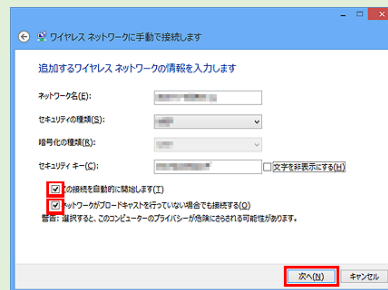 ワイヤレス ネットワークに手動で接続します
追加するワイヤレス ネットワークの情報を入力します
ネットワーク名(E):
セキュリティの種類(S):
暗号化の種類(R):
セキュリティ キー(C):
文字を非表示にする(H)
の接続を自動的に開始します(T)
ネットワークがブロードキャストを行っていない場合でも接続する(O)
警告: 選択すると、このコンピューターのプライバシーが危険にさらされる可能性があります。
次へ(N)
キャンセル